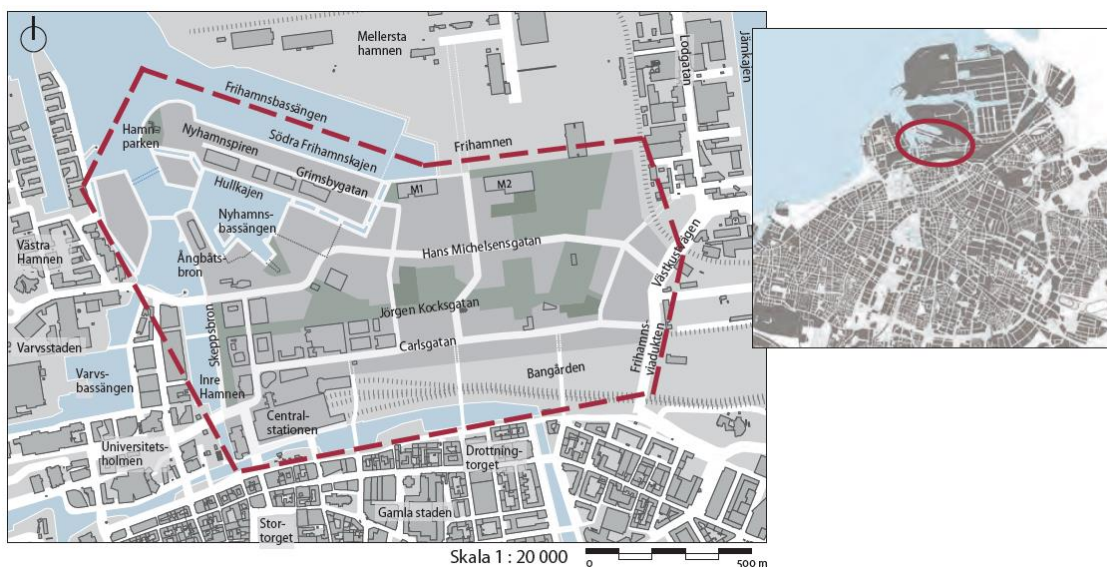 Mellersta
hamnen
Lodgatan
Järnkajen
Frihamnsbassängen
Hamn-
parken
Nyhamnspiren
Södra Frihamnskajen
Frihamnen
Grimsbygatan
M1
M2
Hullkajen
Nyhamns-
bassängen
Västra
Hamnen
Ångbåts-
bron
Hans Michelsensgatan
Västkustvägen
Jörgen Kocksgatan
Skeppsbron
Varvsstaden
Carlsgatan
Frihamns-
viadukten
Varvs-
bassängen
Inre
Hamnen
Bangården
Central-
stationen
Universitets-
holmen
Drottning-
torget
Gamla staden
Stor-
torget
Skala 1 : 20 000
0
500 m